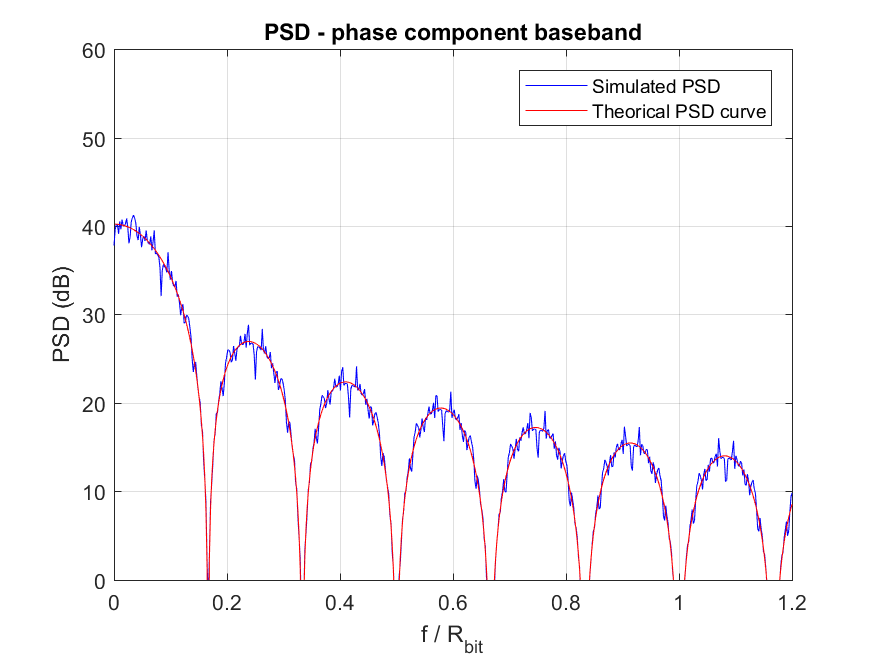 PSD - phase component baseband
Simulated PSD
Theorical PSD curve
PSD (dB)
60
50
40
30
20
10
0
0 0.2 0.4 0.6 0.8 1 1.2
f / R_bit